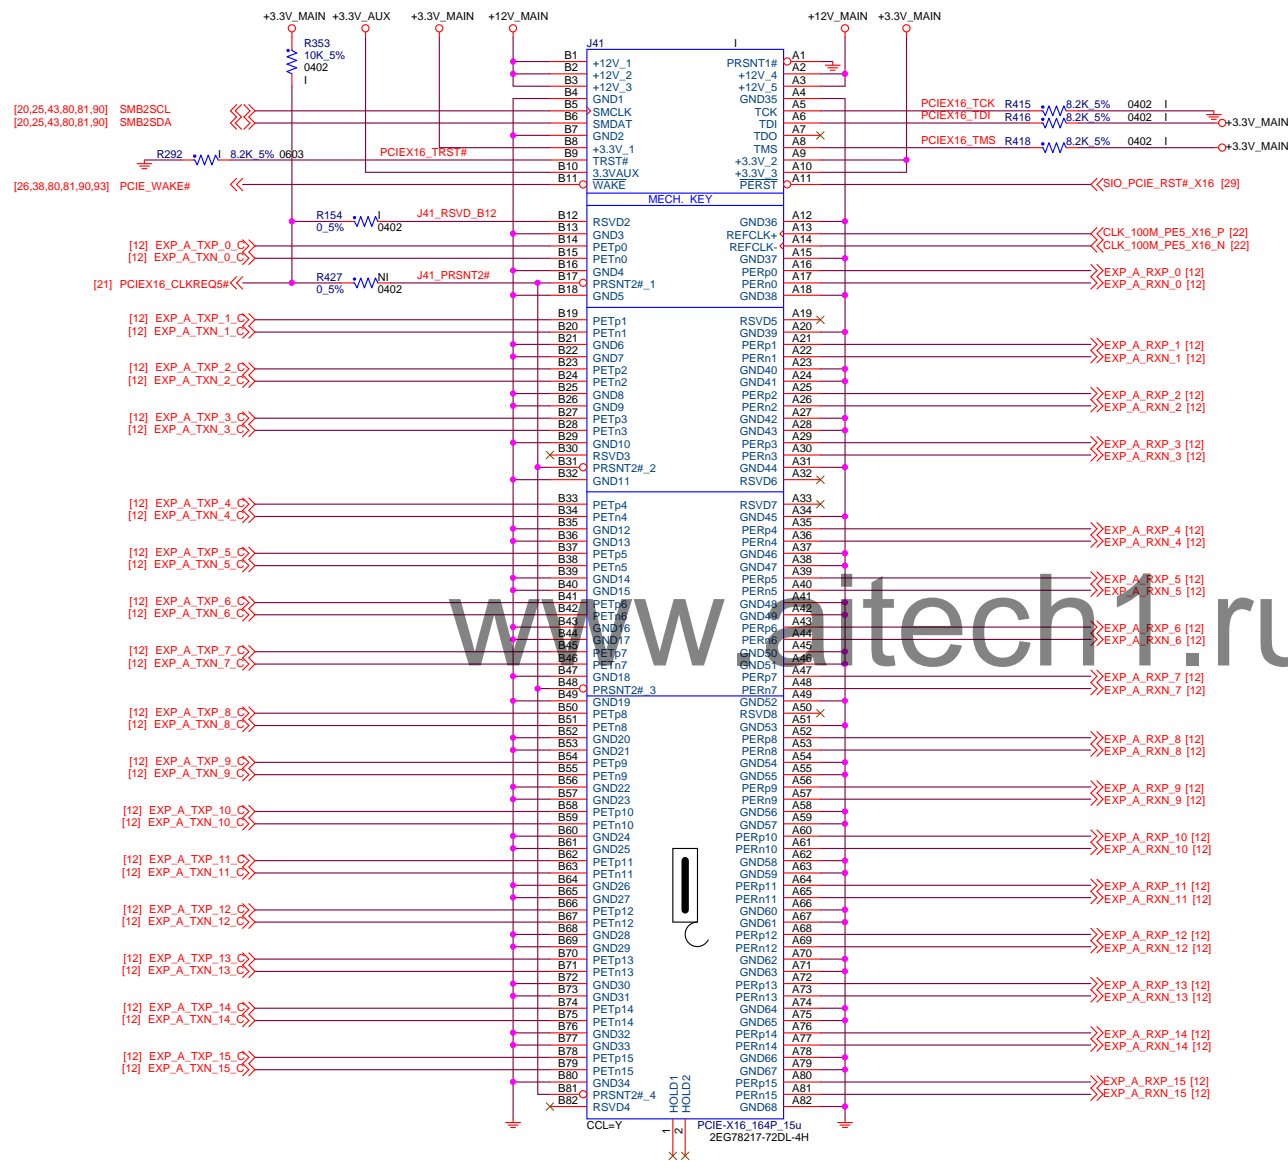 +3.3V_MAIN +3.3V_AUX +3.3V_MAIN +12V_MAIN +12V_MAIN +3.3V_MAIN
R353
10K_5%
0402
I
J41 I
B1 +12V_1 PRSNT1# A1
B2 +12V_2 +12V_4 A2
B3 +12V_3 +12V_5 A3
B4 GND1 GND35 A4
[20,25,43,80,81,90] SMB2SCL B5 SMCLK TCK A5 PCIEX16_TCK R415 8.2K_5% 0402 I
[20,25,43,80,81,90] SMB2SDA B6 SMDAT TDI A6 PCIEX16_TDI R416 8.2K_5% 0402 I +3.3V_MAIN
B7 GND2 TDO A7
B8 +3.3V_1 TMS A8 PCIEX16_TMS R418 8.2K_5% 0402 I +3.3V_MAIN
R292 I 8.2K_5% 0603 PCIEX16_TRST# B9 TRST# +3.3V_2 A9
B10 3.3VAUX +3.3V_3 A10
[26,38,80,81,90,93] PCIE_WAKE# B11 WAKE PERST A11 SIO_PCIE_RST#_X16 [29]
MECH. KEY
R154 I 0_5% 0402 J41_RSVD_B12 B12 RSVD2 GND36 A12
B13 GND3 REFCLK+ A13 CLK_100M_PE5_X16_P [22]
[12] EXP_A_TXP_0_C B14 PETp0 REFCLK- A14 CLK_100M_PE5_X16_N [22]
[12] EXP_A_TXN_0_C B15 PETn0 GND37 A15
B16 GND4 PERp0 A16 EXP_A_RXP_0 [12]
[21] PCIEX16_CLKREQ5# R427 NI 0_5% 0402 J41_PRSNT2# B17 PRSNT2#_1 PERn0 A17 EXP_A_RXN_0 [12]
B18 GND5 GND38 A18
[12] EXP_A_TXP_1_C B19 PETp1 RSVD5 A19
[12] EXP_A_TXN_1_C B20 PETn1 GND39 A20
B21 GND6 PERp1 A21 EXP_A_RXP_1 [12]
B22 GND7 PERn1 A22 EXP_A_RXN_1 [12]
[12] EXP_A_TXP_2_C B23 PETp2 GND40 A23
[12] EXP_A_TXN_2_C B24 PETn2 GND41 A24
B25 GND8 PERp2 A25 EXP_A_RXP_2 [12]
B26 GND9 PERn2 A26 EXP_A_RXN_2 [12]
[12] EXP_A_TXP_3_C B27 PETp3 GND42 A27
[12] EXP_A_TXN_3_C B28 PETn3 GND43 A28
B29 GND10 PERp3 A29 EXP_A_RXP_3 [12]
B30 RSVD3 PERn3 A30 EXP_A_RXN_3 [12]
B31 PRSNT2#_2 GND44 A31
B32 GND11 RSVD6 A32
[12] EXP_A_TXP_4_C B33 PETp4 RSVD7 A33
[12] EXP_A_TXN_4_C B34 PETn4 GND45 A34
B35 GND12 PERp4 A35 EXP_A_RXP_4 [12]
B36 GND13 PERn4 A36 EXP_A_RXN_4 [12]
[12] EXP_A_TXP_5_C B37 PETp5 GND46 A37
[12] EXP_A_TXN_5_C B38 PETn5 GND47 A38
B39 GND14 PERp5 A39 EXP_A_RXP_5 [12]
B40 GND15 PERn5 A40 EXP_A_RXN_5 [12]
[12] EXP_A_TXP_6_C B41 PETp6 GND48 A41
[12] EXP_A_TXN_6_C B42 PETn6 GND49 A42
www.aitech1.ru
B43 GND16 PERp6 A43 EXP_A_RXP_6 [12]
B44 GND17 PERn6 A44 EXP_A_RXN_6 [12]
[12] EXP_A_TXP_7_C B45 PETp7 GND50 A45
[12] EXP_A_TXN_7_C B46 PETn7 GND51 A46
B47 GND18 PERp7 A47 EXP_A_RXP_7 [12]
B48 PRSNT2#_3 PERn7 A48 EXP_A_RXN_7 [12]
B49 GND19 GND52 A49
[12] EXP_A_TXP_8_C B50 PETp8 RSVD8 A50
[12] EXP_A_TXN_8_C B51 PETn8 GND53 A51
B52 GND20 PERp8 A52 EXP_A_RXP_8 [12]
B53 GND21 PERn8 A53 EXP_A_RXN_8 [12]
[12] EXP_A_TXP_9_C B54 PETp9 GND54 A54
[12] EXP_A_TXN_9_C B55 PETn9 GND55 A55
B56 GND22 PERp9 A56 EXP_A_RXP_9 [12]
B57 GND23 PERn9 A57 EXP_A_RXN_9 [12]
[12] EXP_A_TXP_10_C B58 PETp10 GND56 A58
[12] EXP_A_TXN_10_C B59 PETn10 GND57 A59
B60 GND24 PERp10 A60 EXP_A_RXP_10 [12]
B61 GND25 PERn10 A61 EXP_A_RXN_10 [12]
[12] EXP_A_TXP_11_C B62 PETp11 GND58 A62
[12] EXP_A_TXN_11_C B63 PETn11 GND59 A63
B64 GND26 PERp11 A64 EXP_A_RXP_11 [12]
B65 GND27 PERn11 A65 EXP_A_RXN_11 [12]
[12] EXP_A_TXP_12_C B66 PETp12 GND60 A66
[12] EXP_A_TXN_12_C B67 PETn12 GND61 A67
B68 GND28 PERp12 A68 EXP_A_RXP_12 [12]
B69 GND29 PERn12 A69 EXP_A_RXN_12 [12]
[12] EXP_A_TXP_13_C B70 PETp13 GND62 A70
[12] EXP_A_TXN_13_C B71 PETn13 GND63 A71
B72 GND30 PERp13 A72 EXP_A_RXP_13 [12]
B73 GND31 PERn13 A73 EXP_A_RXN_13 [12]
[12] EXP_A_TXP_14_C B74 PETp14 GND64 A74
[12] EXP_A_TXN_14_C B75 PETn14 GND65 A75
B76 GND32 PERp14 A76 EXP_A_RXP_14 [12]
B77 GND33 PERn14 A77 EXP_A_RXN_14 [12]
[12] EXP_A_TXP_15_C B78 PETp15 GND66 A78
[12] EXP_A_TXN_15_C B79 PETn15 GND67 A79
B80 GND34 PERp15 A80 EXP_A_RXP_15 [12]
B81 PRSNT2#_4 PERn15 A81 EXP_A_RXN_15 [12]
B82 RSVD4 GND68 A82
HOLD1 HOLD2
1 2
CCL=Y PCIE-X16_164P_15u
2EG78217-72DL-4H